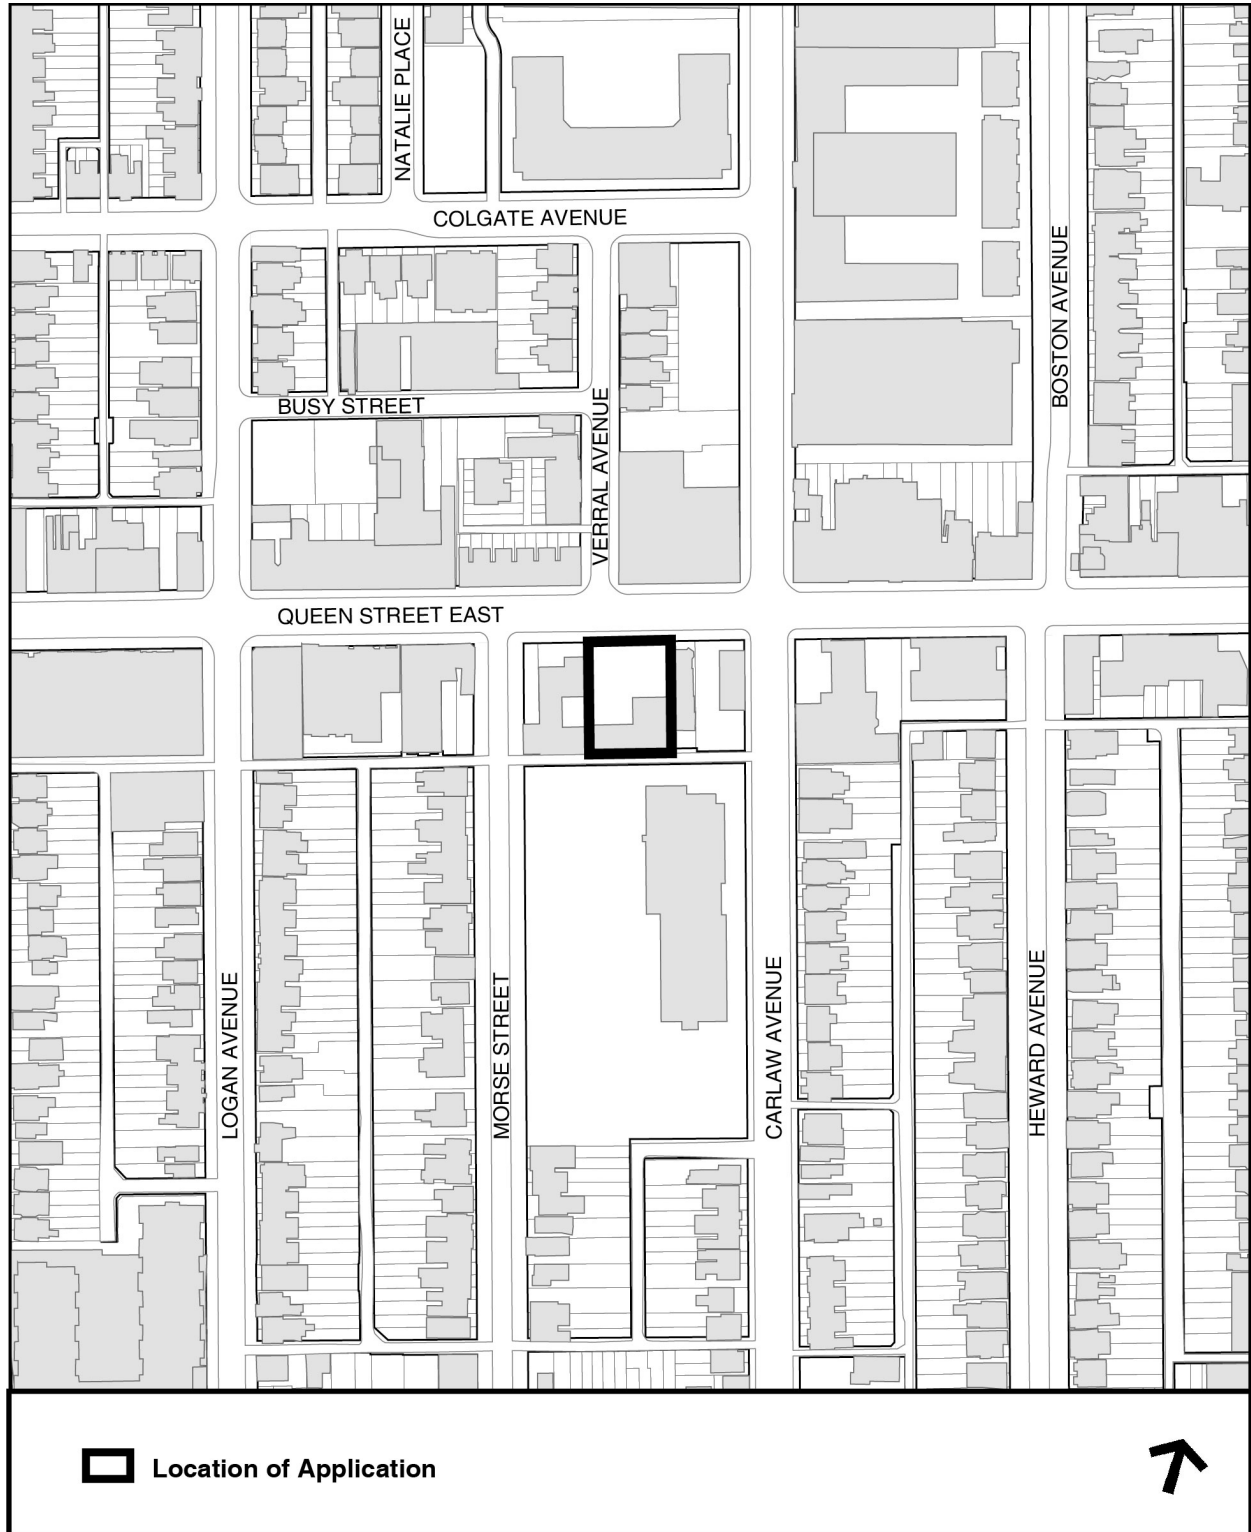 NATALIE PLACE
COLGATE AVENUE
BOSTON AVENUE
BUSY STREET
VERRAL AVENUE
QUEEN STREET EAST
LOGAN AVENUE
MORSE STREET
CARLAW AVENUE
HEWARD AVENUE
Location of Application